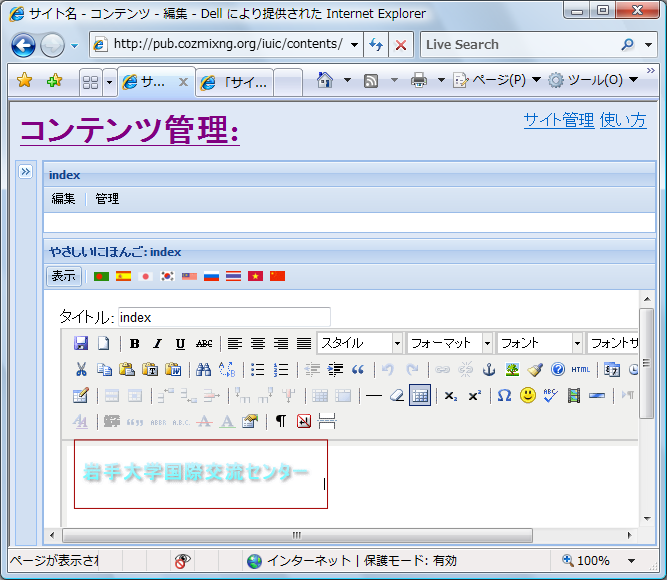 サイト名 - コンテンツ - 編集 - Dell により提供された Internet Explorer
http://pub.cozmixng.org/iuic/contents/
Live Search
サ...
「サイ...
ページ(P)
ツール(O)
コンテンツ管理:
サイト管理 使い方
index
編集 管理
やさしいにほんご: index
表示
タイトル: index
B I U ABC スタイル フォーマット フォント フォントサ
HTML
岩手大学国際交流センター
ページが表示され
インターネット | 保護モード: 有効
100%